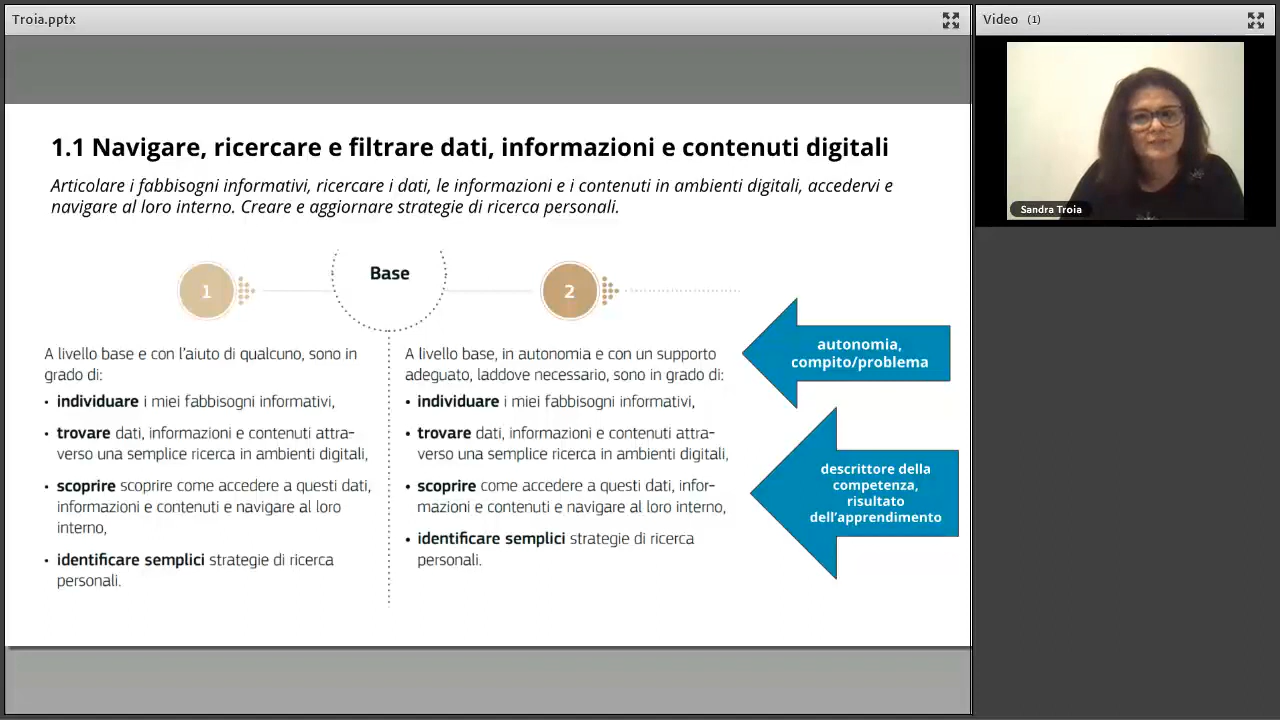 Troia.pptx
Video (1)
Sandra Troia
1.1 Navigare, ricercare e filtrare dati, informazioni e contenuti digitali
Articolare i fabbisogni informativi, ricercare i dati, le informazioni e i contenuti in ambienti digitali, accedervi e
navigare al loro interno. Creare e aggiornare strategie di ricerca personali.
1
Base
2
A livello base e con l'aiuto di qualcuno, sono in
grado di:
• individuare i miei fabbisogni informativi,
• trovare dati, informazioni e contenuti attra-
verso una semplice ricerca in ambienti digitali,
• scoprire scoprire come accedere a questi dati,
informazioni e contenuti e navigare al loro
interno,
• identificare semplici strategie di ricerca
personali.
A livello base, in autonomia e con un supporto
adeguato, laddove necessario, sono in grado di:
• individuare i miei fabbisogni informativi,
• trovare dati, informazioni e contenuti attra-
verso una semplice ricerca in ambienti digitali,
• scoprire come accedere a questi dati, infor-
mazioni e contenuti e navigare al loro interno,
• identificare semplici strategie di ricerca
personali.
autonomia,
compito/problema
descrittore della
competenza,
risultato
dell'apprendimento